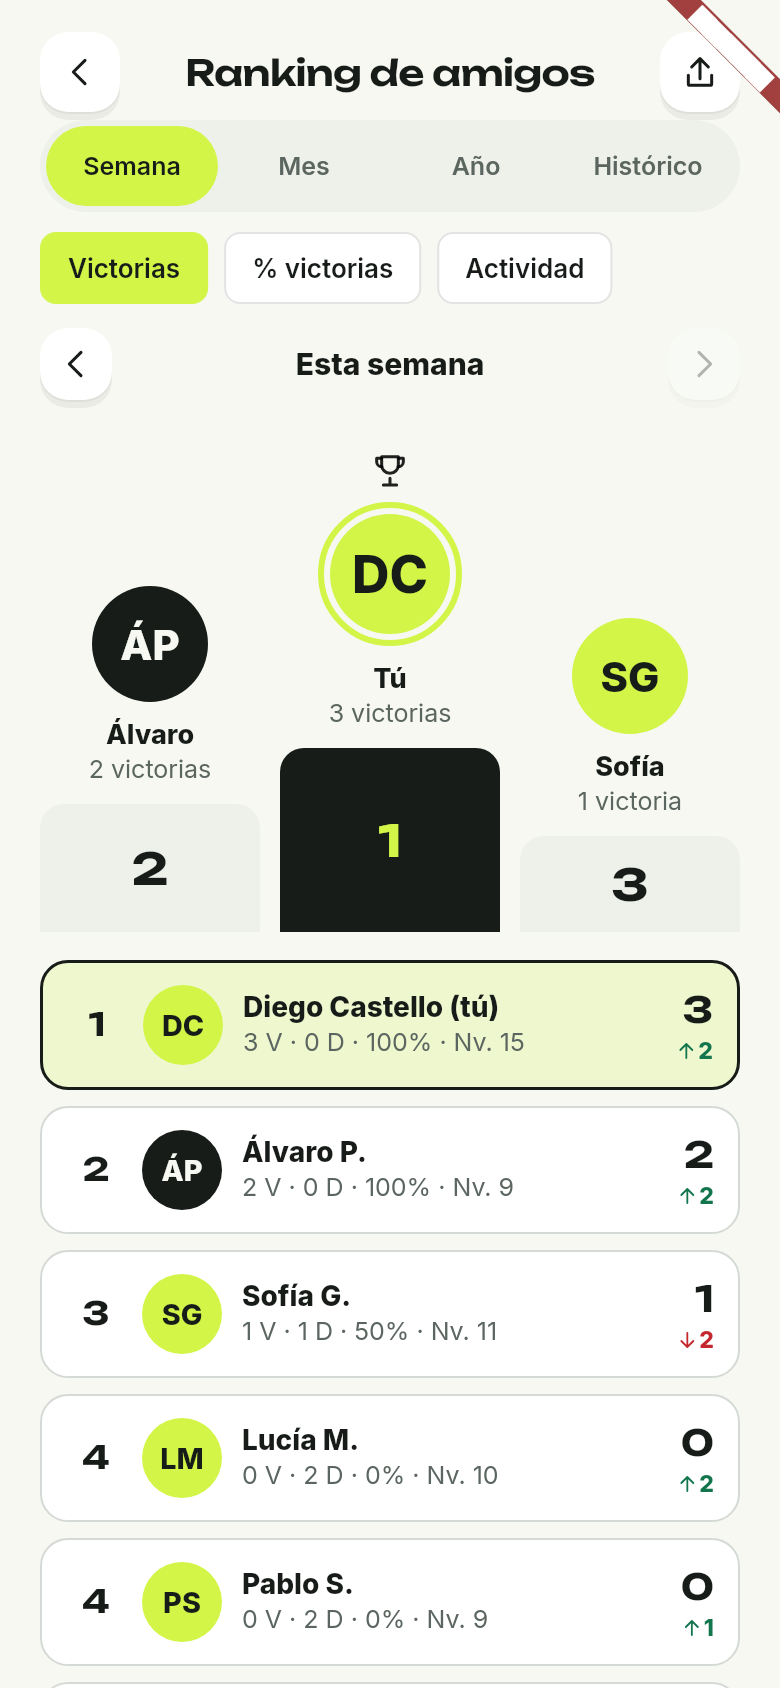 Ranking de amigos
Semana
Mes
Año
Histórico
Victorias
% victorias
Actividad
Esta semana
DC
Tú
3 victorias
ÁP
Álvaro
2 victorias
SG
Sofía
1 victoria
2
1
3
1
DC
Diego Castello (tú)
3 V · 0 D · 100% · Nv. 15
3
↑2
2
ÁP
Álvaro P.
2 V · 0 D · 100% · Nv. 9
2
↑2
3
SG
Sofía G.
1 V · 1 D · 50% · Nv. 11
1
↓2
4
LM
Lucía M.
0 V · 2 D · 0% · Nv. 10
0
↑2
4
PS
Pablo S.
0 V · 2 D · 0% · Nv. 9
0
↑1